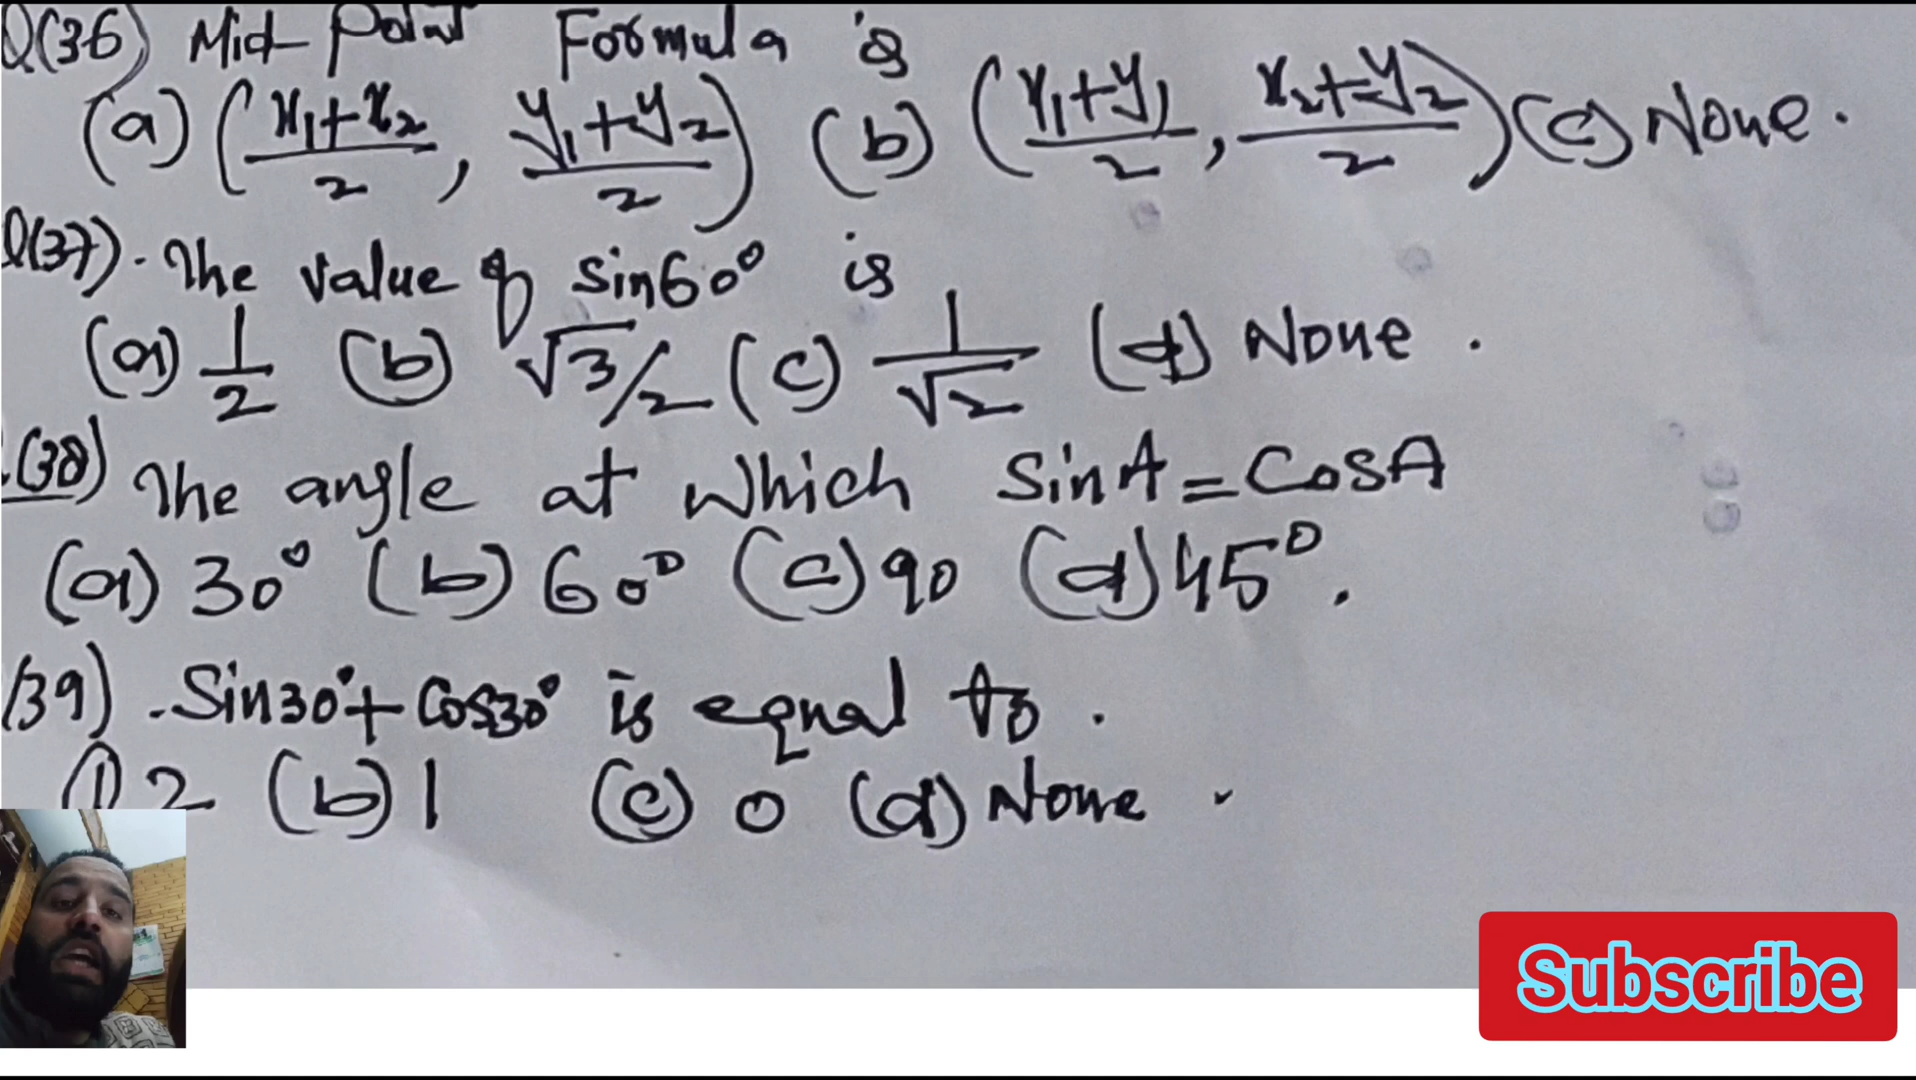 Q(36) Mid-Point Formula is
(a) (x₁+x₂/2, y₁+y₂/2) (b) (x₁+y₁/2, x₂+y₂/2) (c) None.
Q(37). The value of sin60° is
(a) 1/2 (b) √3/2 (c) 1/√2 (d) None.
(38) The angle at which SinA = CosA
(a) 30° (b) 60° (c) 90 (d) 45°.
(39). Sin30°+Cos30° is equal to.
2 (b) 1 (c) 0 (d) None.
Subscribe